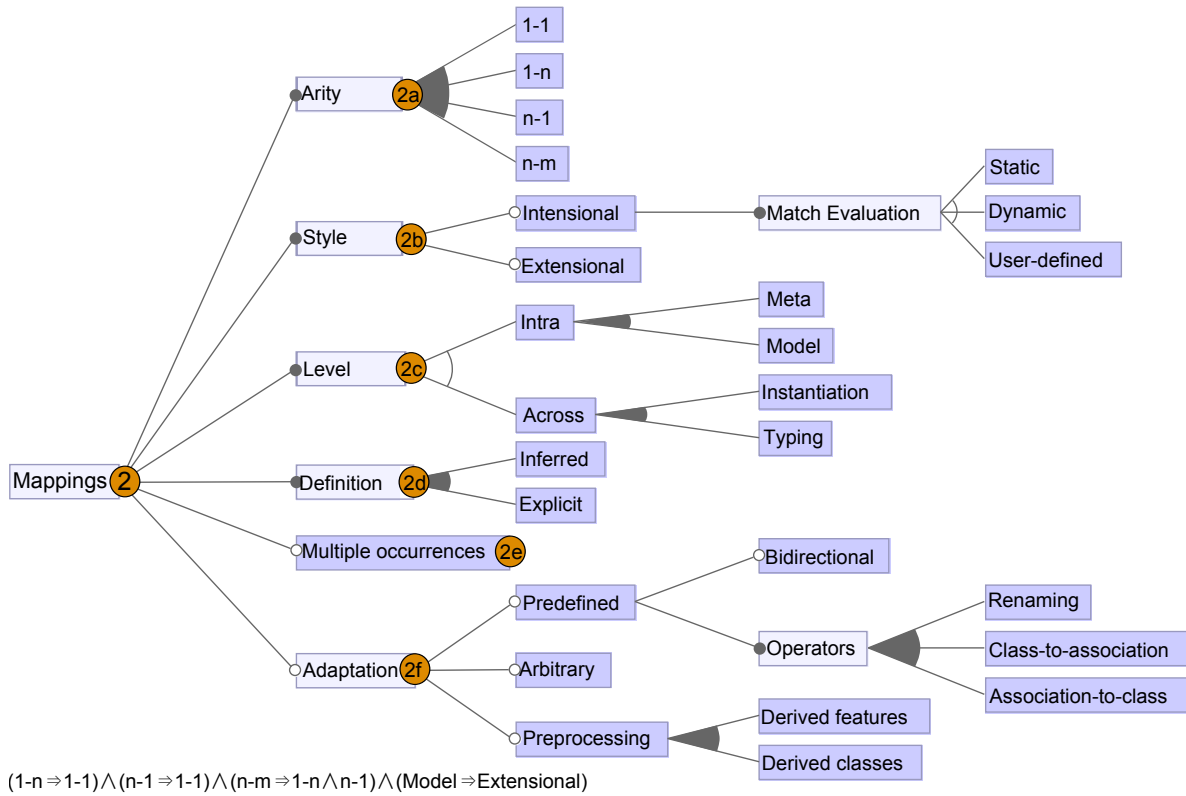 Mappings 2
Arity 2a
1-1
1-n
n-1
n-m
Style 2b
Intensional
Match Evaluation
Static
Dynamic
User-defined
Extensional
Level 2c
Intra
Meta
Model
Across
Instantiation
Typing
Definition 2d
Inferred
Explicit
Multiple occurrences 2e
Adaptation 2f
Predefined
Bidirectional
Operators
Renaming
Class-to-association
Association-to-class
Arbitrary
Preprocessing
Derived features
Derived classes
(1-n⇒1-1)∧(n-1⇒1-1)∧(n-m⇒1-n∧n-1)∧(Model⇒Extensional)